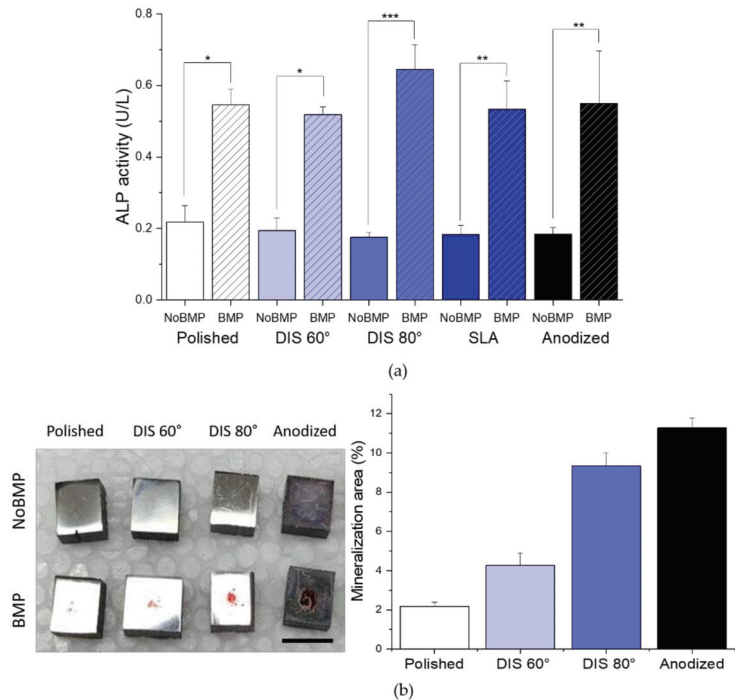 0.8
0.6
0.4
0.2
0.0
ALP activity (U/L)
* * *** ** **
NoBMP BMP NoBMP BMP NoBMP BMP NoBMP BMP NoBMP BMP
Polished DIS 60° DIS 80° SLA Anodized
(a)
Polished DIS 60° DIS 80° Anodized
NoBMP
BMP
12
10
8
6
4
2
0
Mineralization area (%)
Polished DIS 60° DIS 80° Anodized
(b)